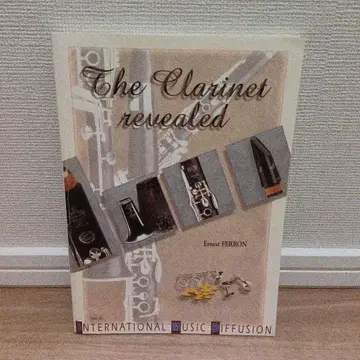 The Clarinet
revealed
Ernest FERRON
INTERNATIONAL MUSIC DIFFUSION